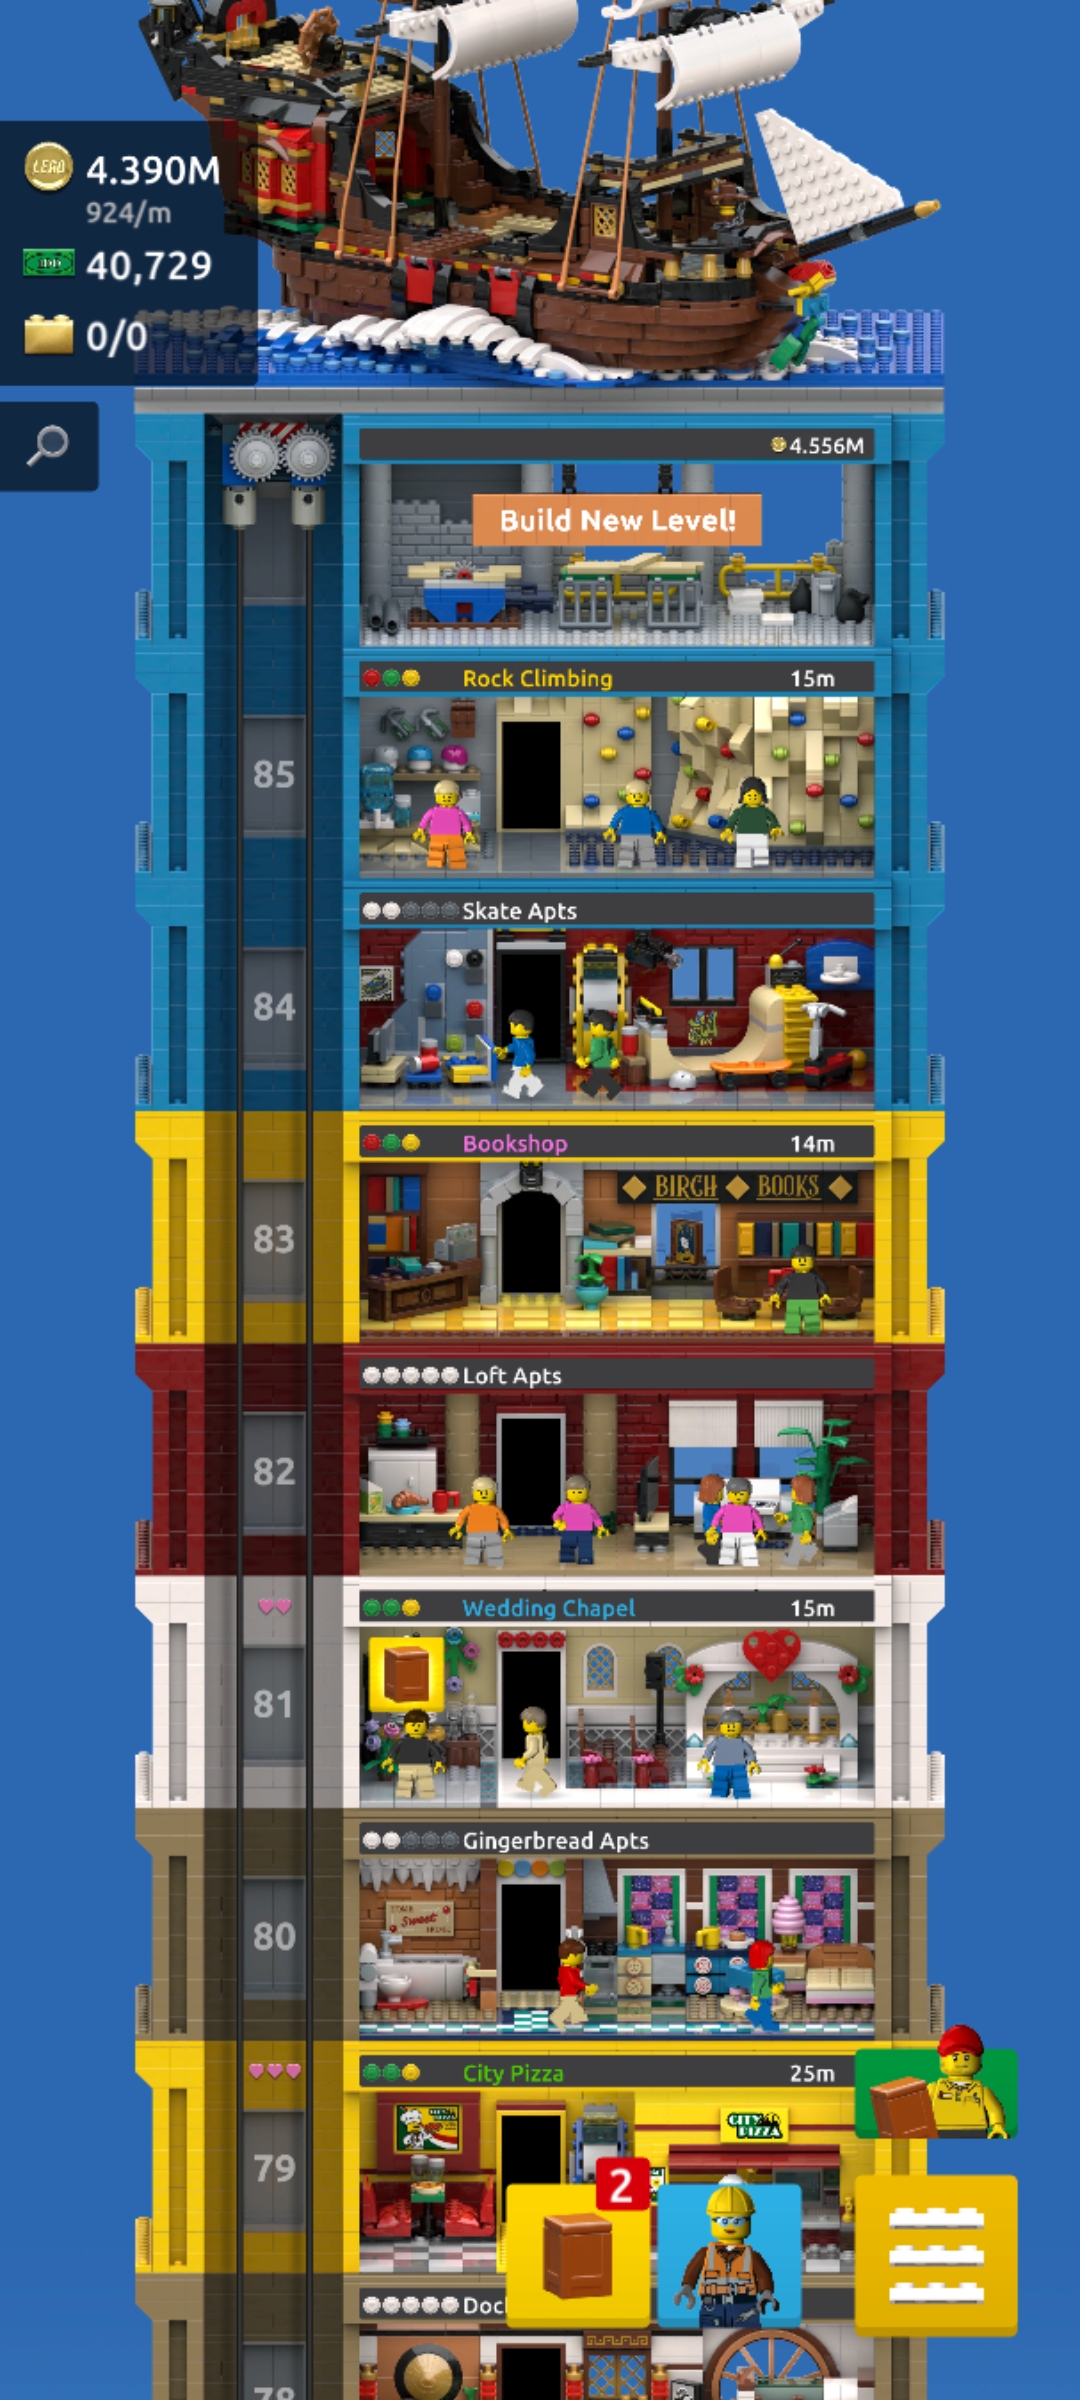 LEGO
4.390M
924/m
40,729
0/0
4.556M
Build New Level!
Rock Climbing 15m
85
Skate Apts
84
Bookshop 14m
BIRCH BOOKS
83
Loft Apts
82
Wedding Chapel 15m
81
Gingerbread Apts
Sweet
80
City Pizza 25m
CITY PIZZA
79
2
Doc
78